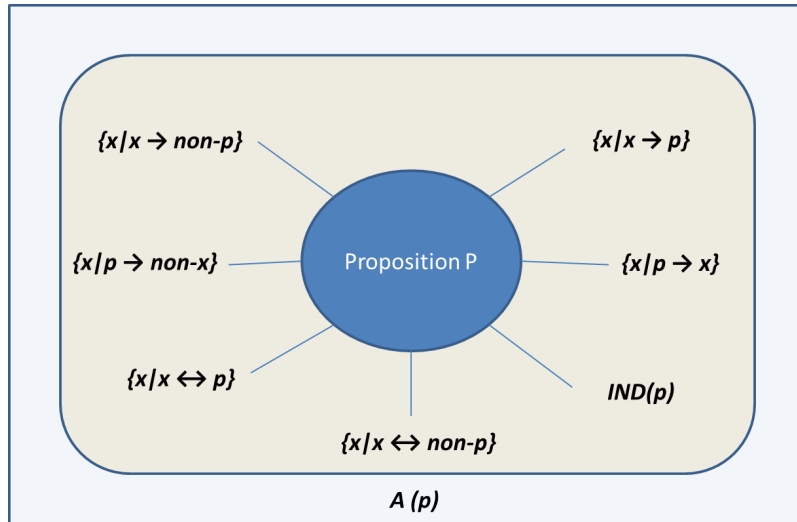 {x|x → non-p}
{x|x → p}
Proposition P
{x|p → non-x}
{x|p → x}
{x|x ↔ p}
IND(p)
{x|x ↔ non-p}
A (p)